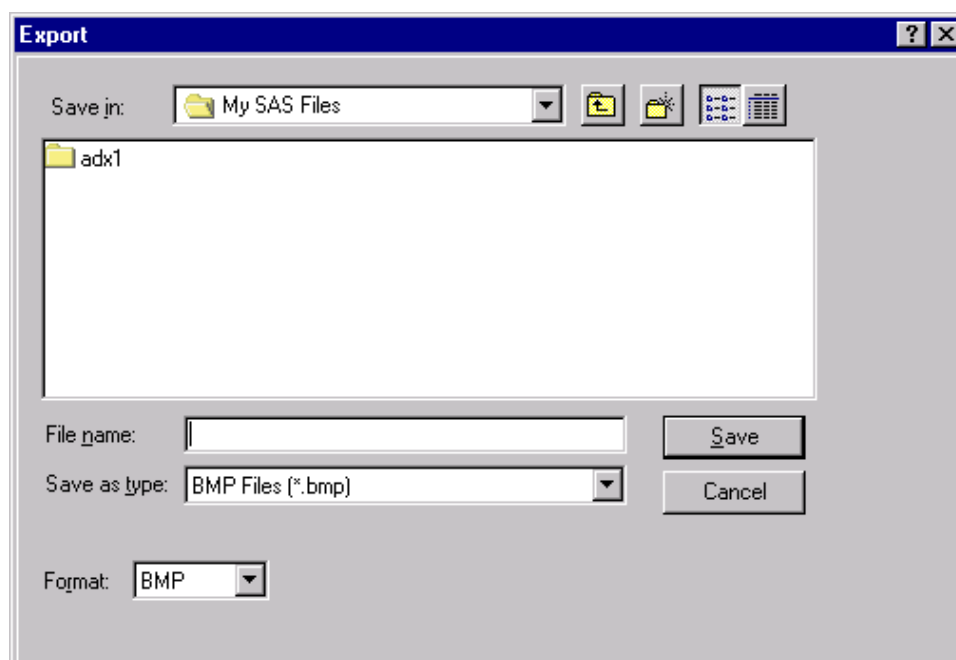 Export
Save in: My SAS Files
adx1
File name:
Save
Save as type: BMP Files (*.bmp)
Cancel
Format: BMP